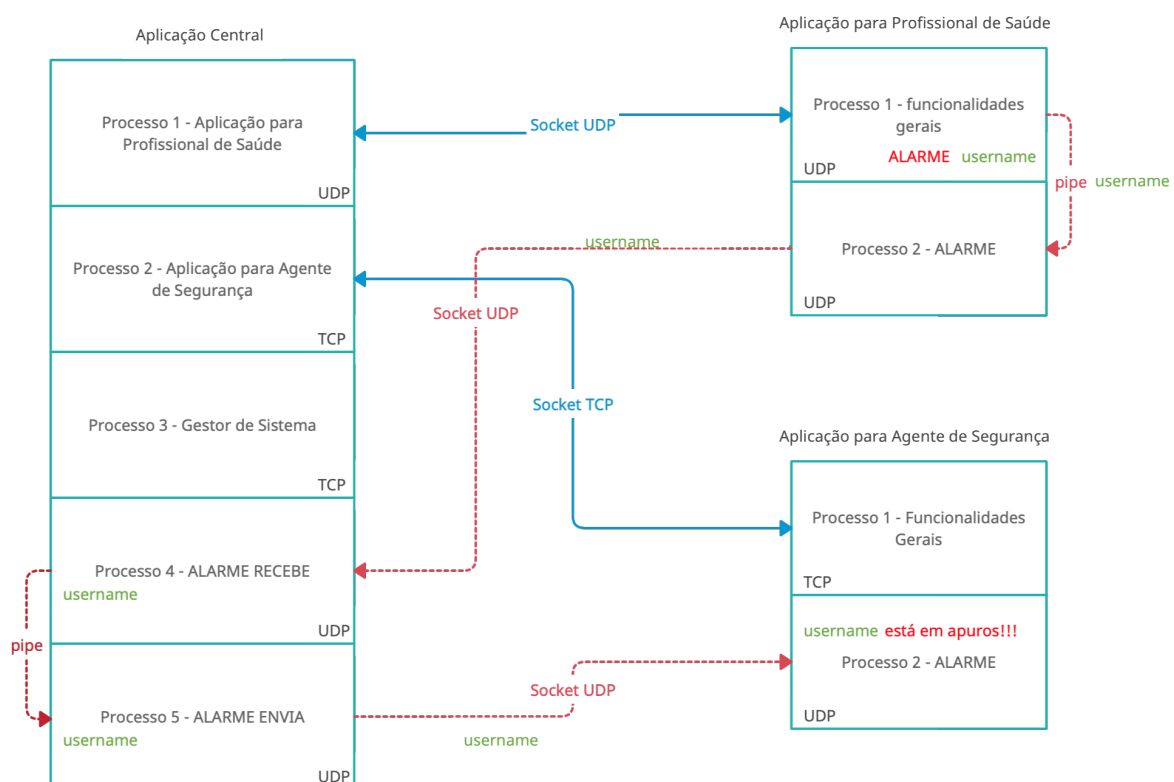 Aplicação Central
Processo 1 - Aplicação para
Profissional de Saúde
UDP
Processo 2 - Aplicação para Agente
de Segurança
TCP
Processo 3 - Gestor de Sistema
TCP
Processo 4 - ALARME RECEBE
username
UDP
pipe
Processo 5 - ALARME ENVIA
username
UDP
Socket UDP
username
Socket UDP
Socket TCP
Socket UDP
username
Aplicação para Profissional de Saúde
Processo 1 - funcionalidades
gerais
ALARME username
UDP
pipe username
Processo 2 - ALARME
UDP
Aplicação para Agente de Segurança
Processo 1 - Funcionalidades
Gerais
TCP
username está em apuros!!!
Processo 2 - ALARME
UDP